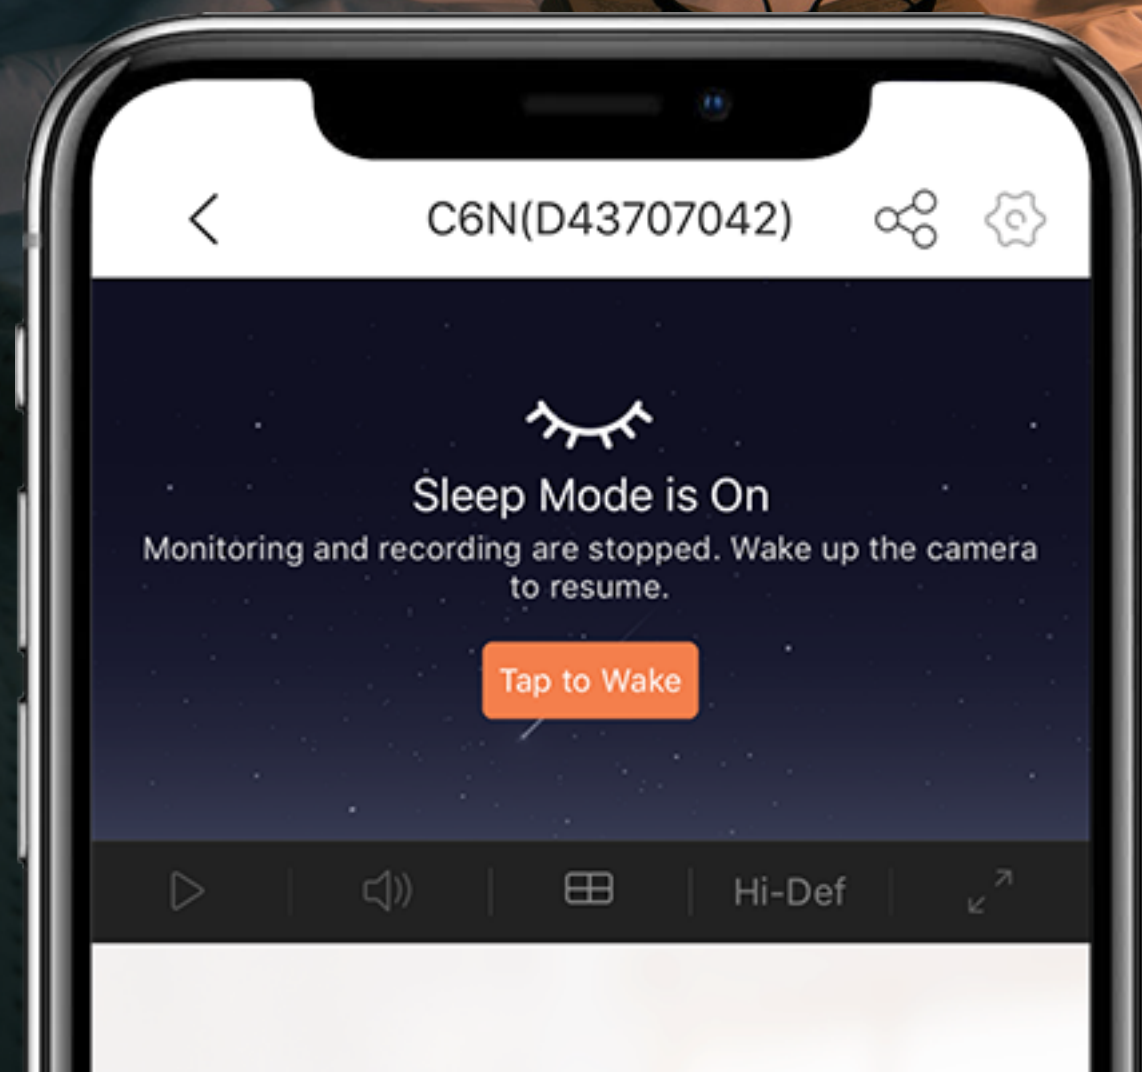 C6N(D43707042)
Sleep Mode is On
Monitoring and recording are stopped. Wake up the camera
to resume.
Tap to Wake
Hi-Def